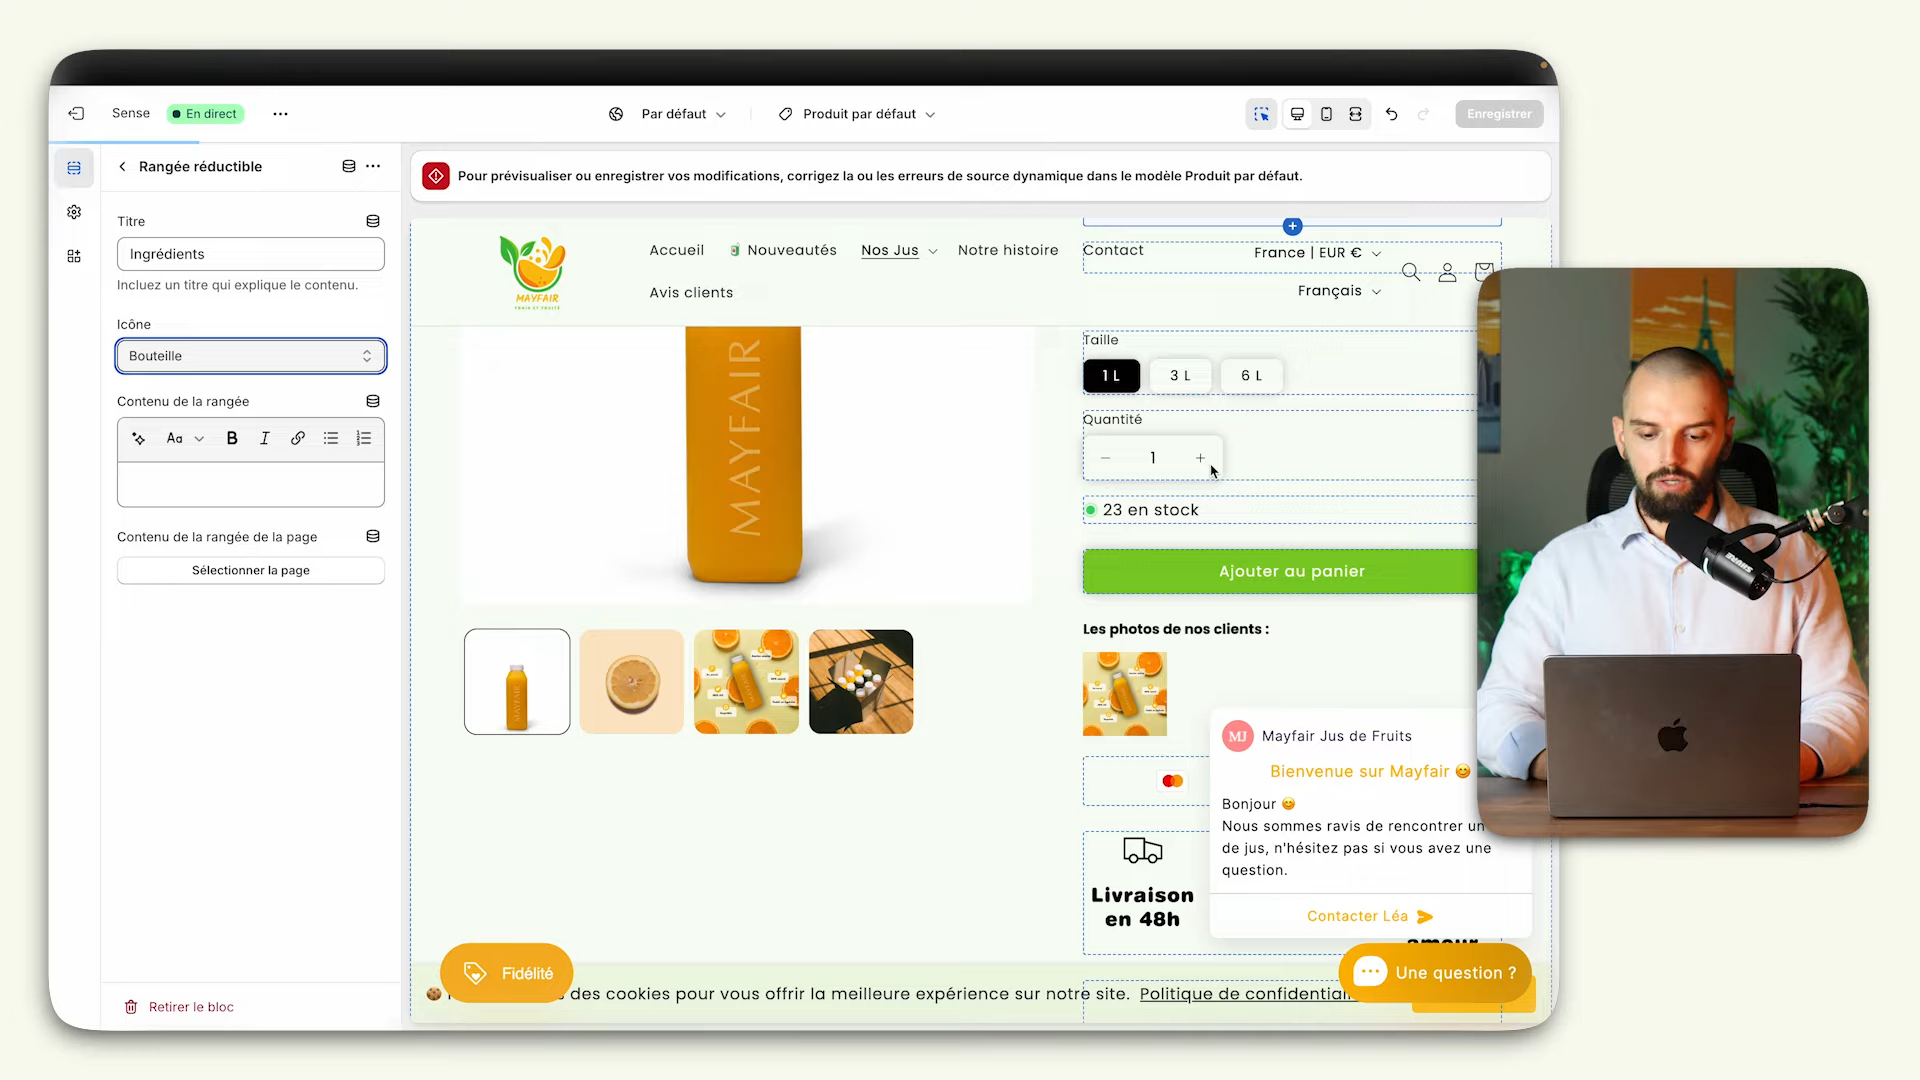 Sense
En direct
Par défaut
Produit par défaut
Enregistrer
Rangée réductible
Titre
Ingrédients
Incluez un titre qui explique le contenu.
Icône
Bouteille
Contenu de la rangée
Aa
B
I
Contenu de la rangée de la page
Sélectionner la page
Retirer le bloc
Pour prévisualiser ou enregistrer vos modifications, corrigez la ou les erreurs de source dynamique dans le modèle Produit par défaut.
MAYFAIR
Accueil
Nouveautés
Nos Jus
Notre histoire
Contact
Avis clients
France | EUR €
Français
MAYFAIR
Taille
1 L
3 L
6 L
Quantité
1
23 en stock
Ajouter au panier
Les photos de nos clients :
MJ
Mayfair Jus de Fruits
Bienvenue sur Mayfair 😊
Bonjour 😊
Nous sommes ravis de rencontrer un
de jus, n'hésitez pas si vous avez une
question.
Contacter Léa
Livraison
en 48h
amour
Fidélité
Une question ?
des cookies pour vous offrir la meilleure expérience sur notre site. Politique de confidential